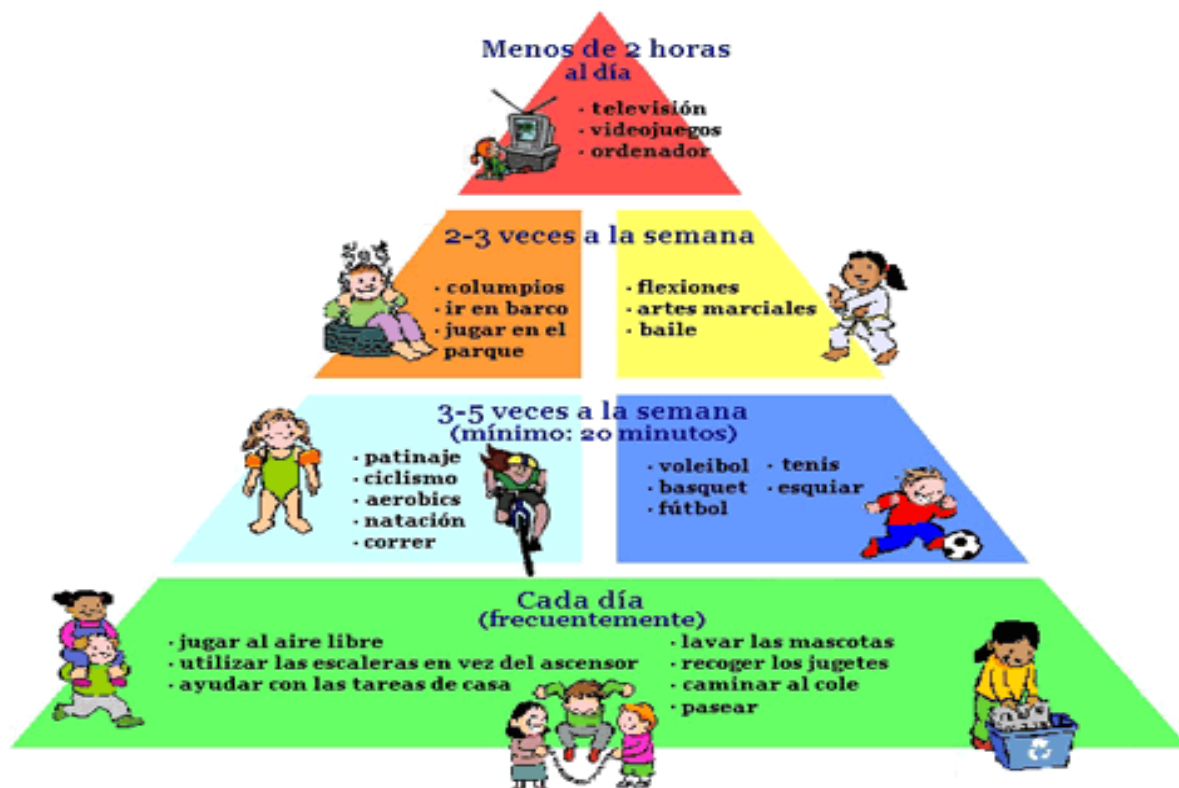 Menos de 2 horas
al día
· televisión
· videojuegos
· ordenador
2-3 veces a la semana
· columpios
· ir en barco
· jugar en el
parque
· flexiones
· artes marciales
· baile
3-5 veces a la semana
(mínimo: 20 minutos)
· patinaje
· ciclismo
· aerobics
· natación
· correr
· voleibol · tenis
· basquet · esquiar
· fútbol
Cada día
(frecuentemente)
· jugar al aire libre
· utilizar las escaleras en vez del ascensor
· ayudar con las tareas de casa
· lavar las mascotas
· recoger los jugetes
· caminar al cole
· pasear